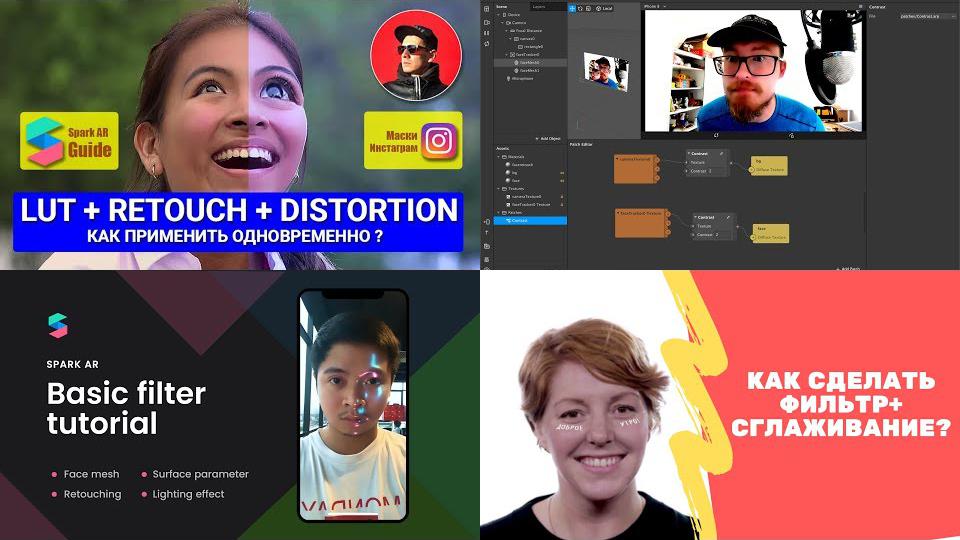 Spark AR
Guide
Маски
Инстаграм
LUT + RETOUCH + DISTORTION
КАК ПРИМЕНИТЬ ОДНОВРЕМЕННО ?
Scene
Layers
Device
Camera
Focal Distance
canvas0
rectangle0
faceTracker0
faceMesh0
faceMesh1
Microphone
Add Object
Assets
Materials
bg
face
Textures
cameraTexture0
faceTracker0 Texture
Patches
Contrast
Local
iPhone 8
Patch Editor
cameraTexture0
Contrast
Texture
Contrast 2
bg
Diffuse Texture
faceTracker0 Texture
Contrast
Texture
Contrast 2
face
Diffuse Texture
Add Patch
Contrast
File
patches/Contrast.arp
SPARK AR
Basic filter
tutorial
Face mesh
Surface parameter
Retouching
Lighting effect
КАК СДЕЛАТЬ
ФИЛЬТР+
СГЛАЖИВАНИЕ?